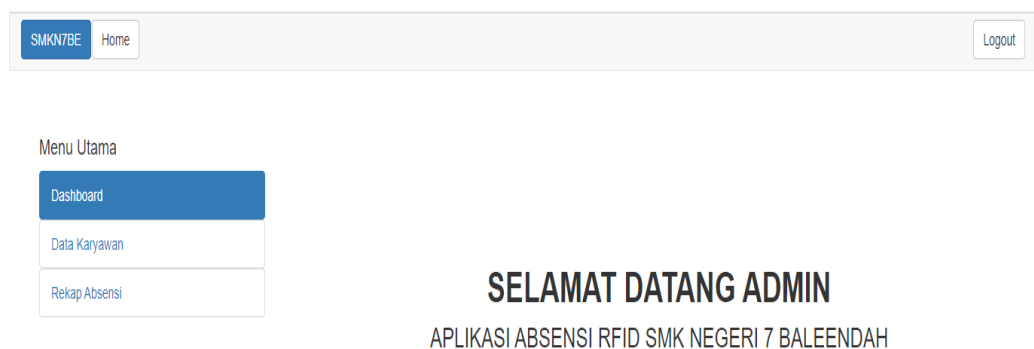 SMKN7BE Home Logout
Menu Utama
Dashboard
Data Karyawan
Rekap Absensi
SELAMAT DATANG ADMIN
APLIKASI ABSENSI RFID SMK NEGERI 7 BALEENDAH